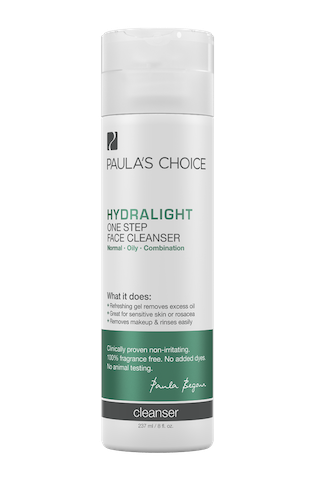 PAULA'S CHOICE
HYDRALIGHT
ONE STEP
FACE CLEANSER
Normal · Oily · Combination
What it does:
• Refreshing gel removes excess oil
• Great for sensitive skin or rosacea
• Removes makeup & rinses easily
Clinically proven non-irritating.
100% fragrance free. No added dyes.
No animal testing.
Paula Begoun
cleanser
237 ml / 8 fl. oz.